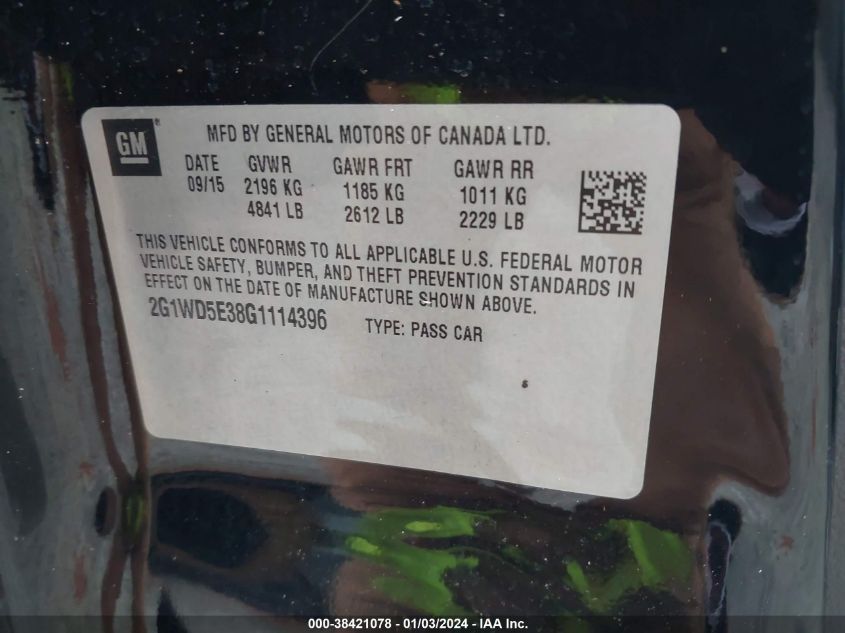 GM
MFD BY GENERAL MOTORS OF CANADA LTD.
DATE GVWR GAWR FRT GAWR RR
09/15 2196 KG 1185 KG 1011 KG
4841 LB 2612 LB 2229 LB
THIS VEHICLE CONFORMS TO ALL APPLICABLE U.S. FEDERAL MOTOR
VEHICLE SAFETY, BUMPER, AND THEFT PREVENTION STANDARDS IN
EFFECT ON THE DATE OF MANUFACTURE SHOWN ABOVE.
2G1WD5E38G1114396 TYPE: PASS CAR
000-38421078 - 01/03/2024 - IAA Inc.